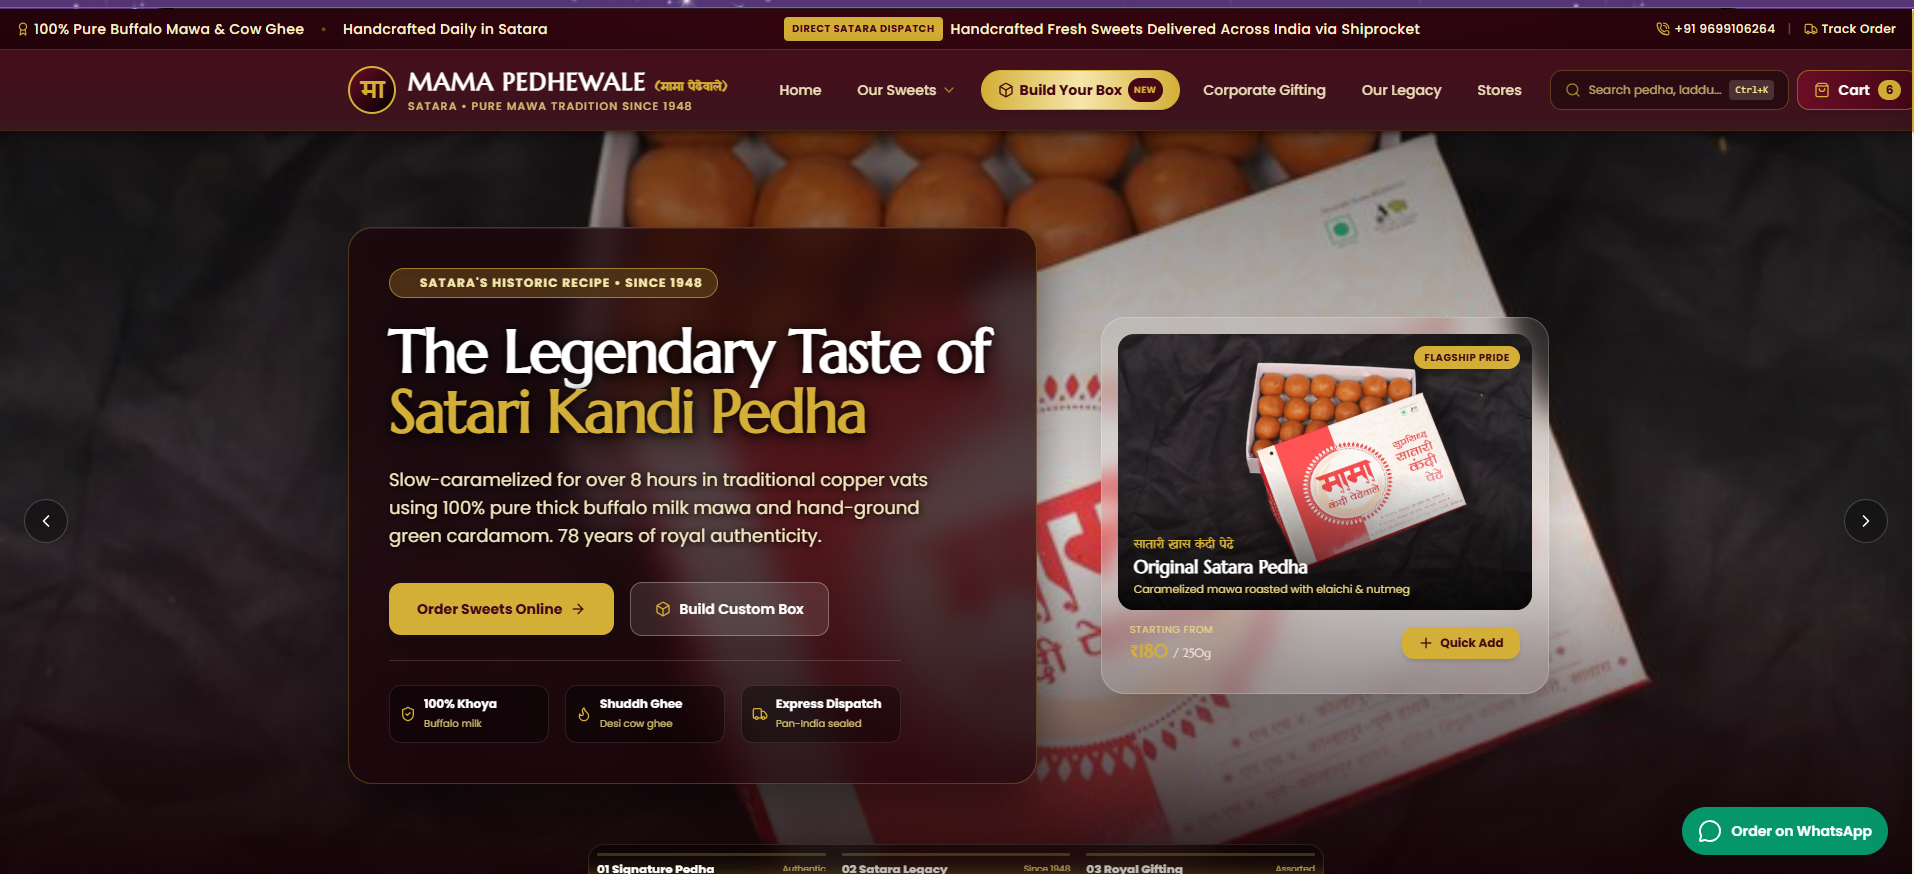 100% Pure Buffalo Mawa & Cow Ghee • Handcrafted Daily in Satara
DIRECT SATARA DISPATCH Handcrafted Fresh Sweets Delivered Across India via Shiprocket
+91 9699106264 | Track Order
मा
MAMA PEDHEWALE (मामा पेढेवाले)
SATARA • PURE MAWA TRADITION SINCE 1948
Home
Our Sweets
Build Your Box NEW
Corporate Gifting
Our Legacy
Stores
Search pedha, laddu... Ctrl+K
Cart 6
SATARA'S HISTORIC RECIPE • SINCE 1948
The Legendary Taste of
Satari Kandi Pedha
Slow-caramelized for over 8 hours in traditional copper vats
using 100% pure thick buffalo milk mawa and hand-ground
green cardamom. 78 years of royal authenticity.
Order Sweets Online
Build Custom Box
100% Khoya
Buffalo milk
Shuddh Ghee
Desi cow ghee
Express Dispatch
Pan-India sealed
FLAGSHIP PRIDE
सुप्रसिध्द
सातारी
कंदी
पेढे
मामा
कंदी पेढेवाले
सातारी खास कंदी पेढे
Original Satara Pedha
Caramelized mawa roasted with elaichi & nutmeg
STARTING FROM
₹180 / 250g
Quick Add
Order on WhatsApp
01 Signature Pedha Authentic
02 Satara Legacy Since 1948
03 Royal Gifting Assorted